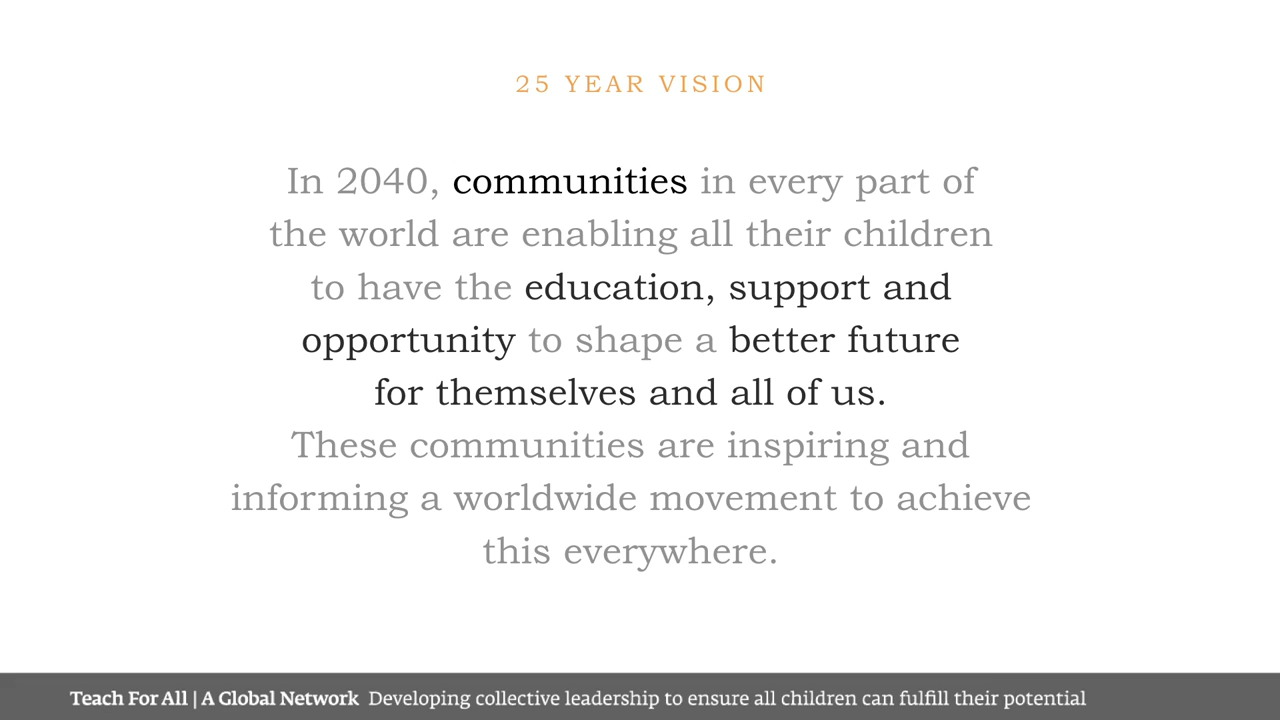 25 YEAR VISION
In 2040, communities in every part of
the world are enabling all their children
to have the education, support and
opportunity to shape a better future
for themselves and all of us.
These communities are inspiring and
informing a worldwide movement to achieve
this everywhere.
Teach For All | A Global Network Developing collective leadership to ensure all children can fulfill their potential